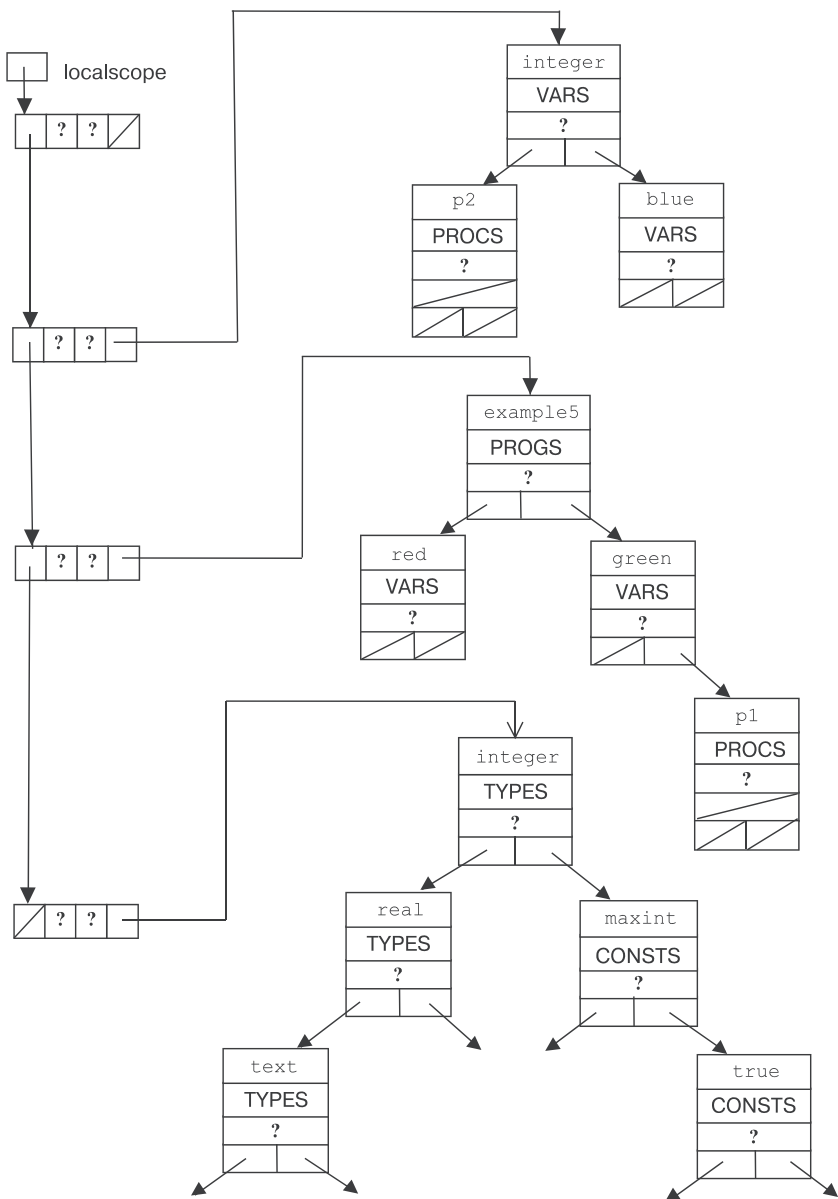 localscope
? ?
integer
VARS
?
p2
PROCS
?
blue
VARS
?
? ?
example5
PROGS
?
red
VARS
?
green
VARS
?
? ?
p1
PROCS
?
integer
TYPES
?
? ?
real
TYPES
?
maxint
CONSTS
?
text
TYPES
?
true
CONSTS
?